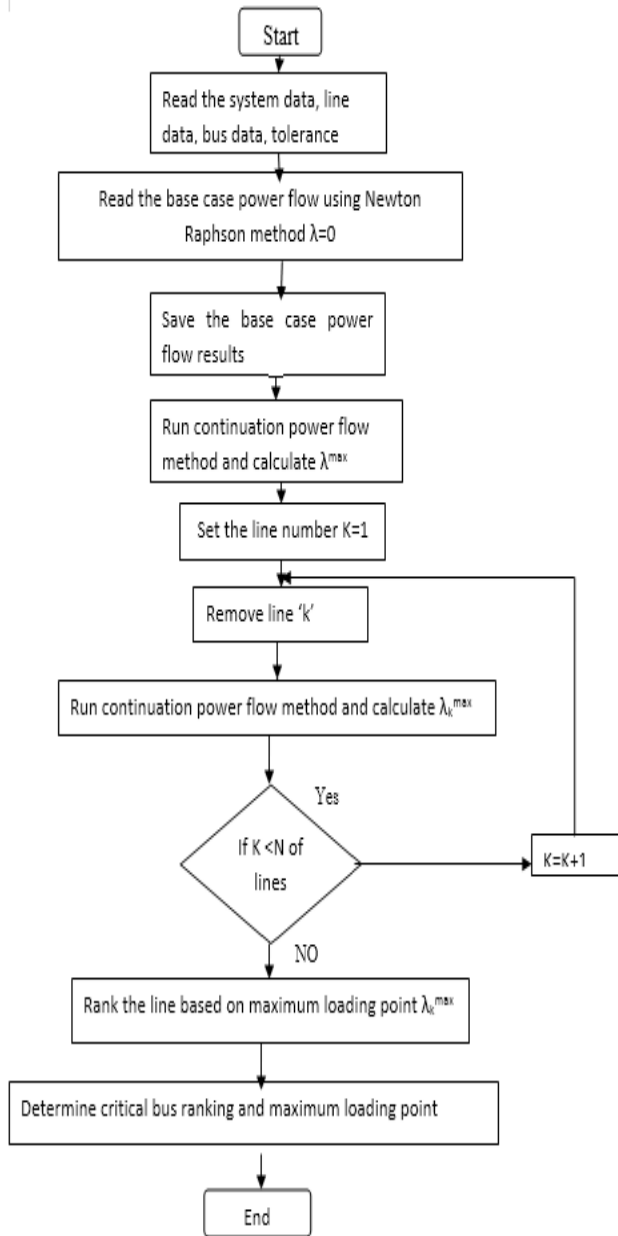 Start
Read the system data, line
data, bus data, tolerance
Read the base case power flow using Newton
Raphson method λ=0
Save the base case power
flow results
Run continuation power flow
method and calculate λᵐᵃˣ
Set the line number K=1
Remove line ‘k’
Run continuation power flow method and calculate λₖᵐᵃˣ
Yes
If K <N of
lines
K=K+1
NO
Rank the line based on maximum loading point λₖᵐᵃˣ
Determine critical bus ranking and maximum loading point
End